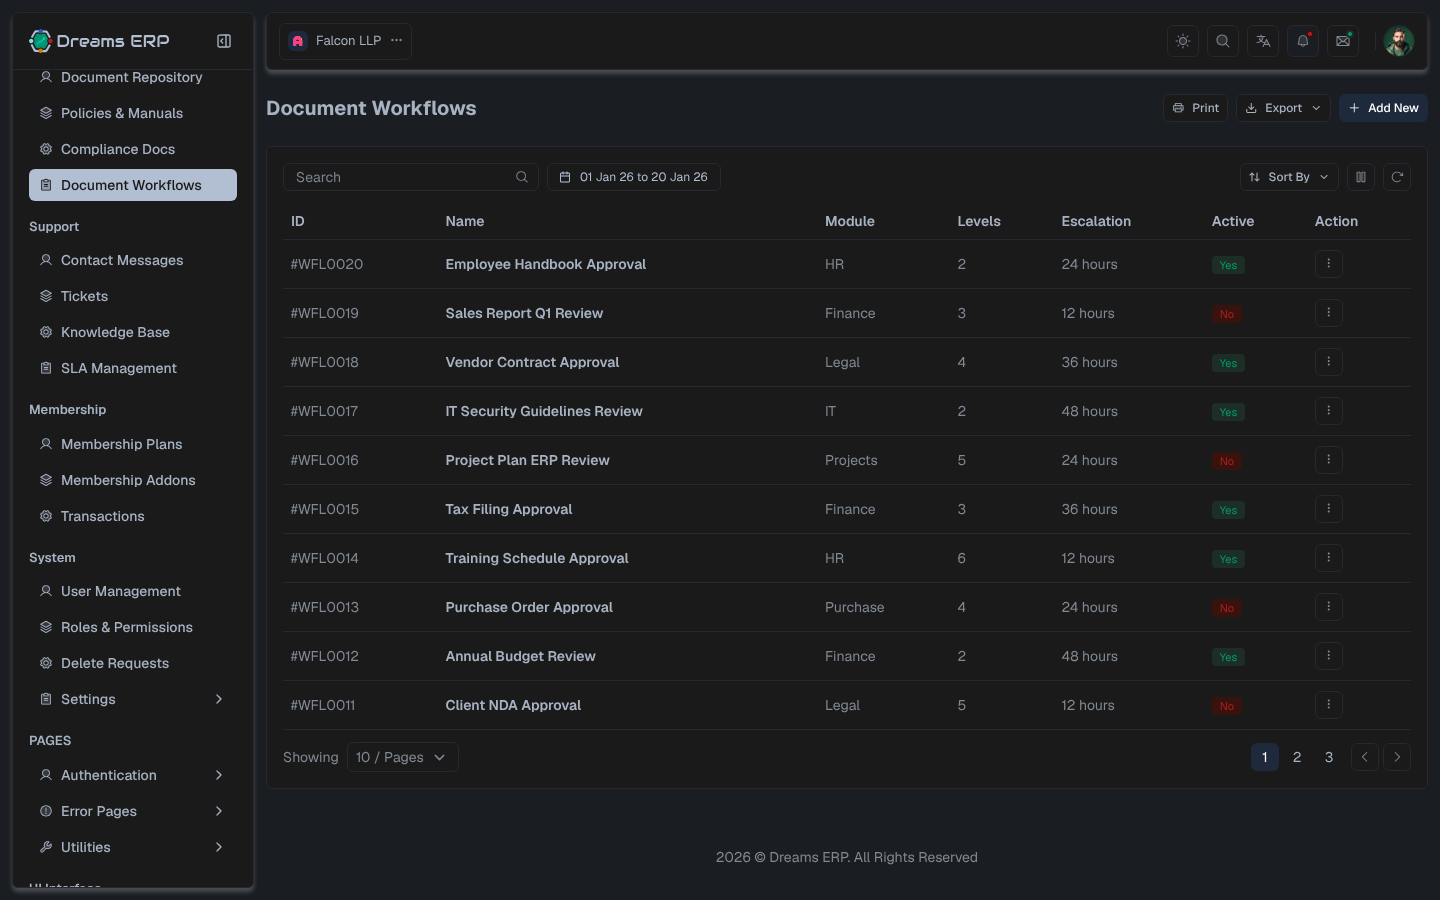 Dreams ERP
Document Repository
Policies & Manuals
Compliance Docs
Document Workflows
Support
Contact Messages
Tickets
Knowledge Base
SLA Management
Membership
Membership Plans
Membership Addons
Transactions
System
User Management
Roles & Permissions
Delete Requests
Settings
PAGES
Authentication
Error Pages
Utilities
UI Interface
Falcon LLP ···
Document Workflows
Print Export Add New
Search 01 Jan 26 to 20 Jan 26 Sort By
ID Name Module Levels Escalation Active Action
#WFL0020 Employee Handbook Approval HR 2 24 hours Yes
#WFL0019 Sales Report Q1 Review Finance 3 12 hours No
#WFL0018 Vendor Contract Approval Legal 4 36 hours Yes
#WFL0017 IT Security Guidelines Review IT 2 48 hours Yes
#WFL0016 Project Plan ERP Review Projects 5 24 hours No
#WFL0015 Tax Filing Approval Finance 3 36 hours Yes
#WFL0014 Training Schedule Approval HR 6 12 hours Yes
#WFL0013 Purchase Order Approval Purchase 4 24 hours No
#WFL0012 Annual Budget Review Finance 2 48 hours Yes
#WFL0011 Client NDA Approval Legal 5 12 hours No
Showing 10 / Pages 1 2 3
2026 © Dreams ERP. All Rights Reserved